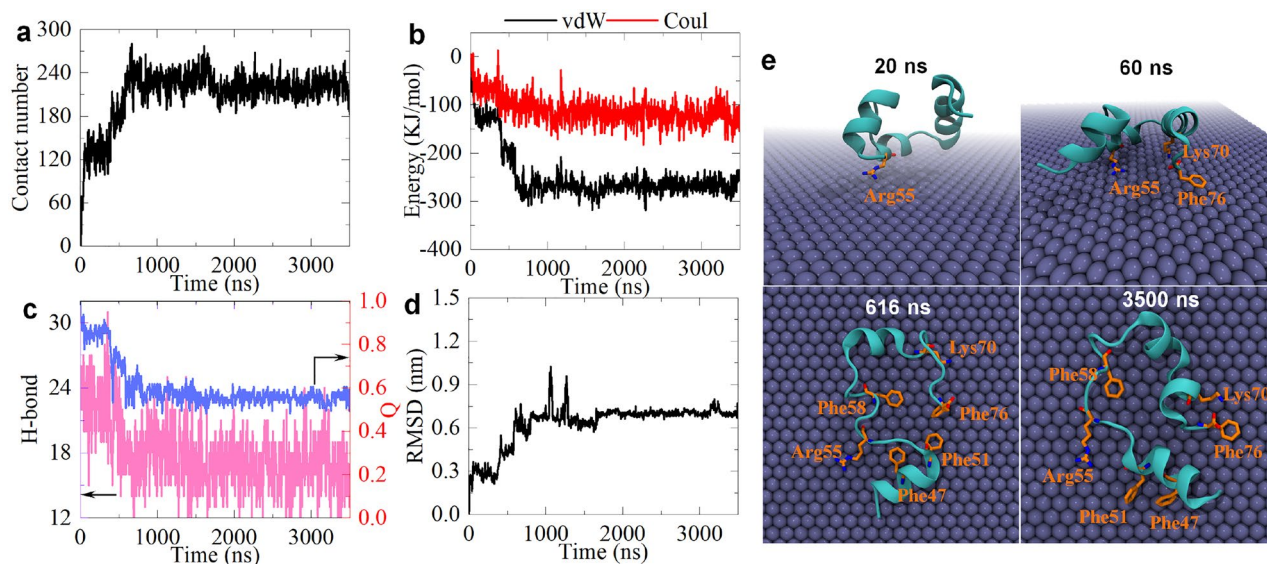 a
300
240
180
120
60
0
Contact number
0 1000 2000 3000
Time (ns)
vdW Coul
b
0
-100
-200
-300
-400
Energy (KJ/mol)
0 1000 2000 3000
Time (ns)
c
30
24
18
12
H-bond
1.0
0.8
0.6
0.4
0.2
0.0
Q
0 1000 2000 3000
Time (ns)
d
1.5
1.2
0.9
0.6
0.3
0.0
RMSD (nm)
0 1000 2000 3000
Time (ns)
e
20 ns
Arg55
60 ns
Lys70
Arg55
Phe76
616 ns
Lys70
Phe58
Phe76
Arg55
Phe51
Phe47
3500 ns
Phe58
Lys70
Phe76
Arg55
Phe51
Phe47